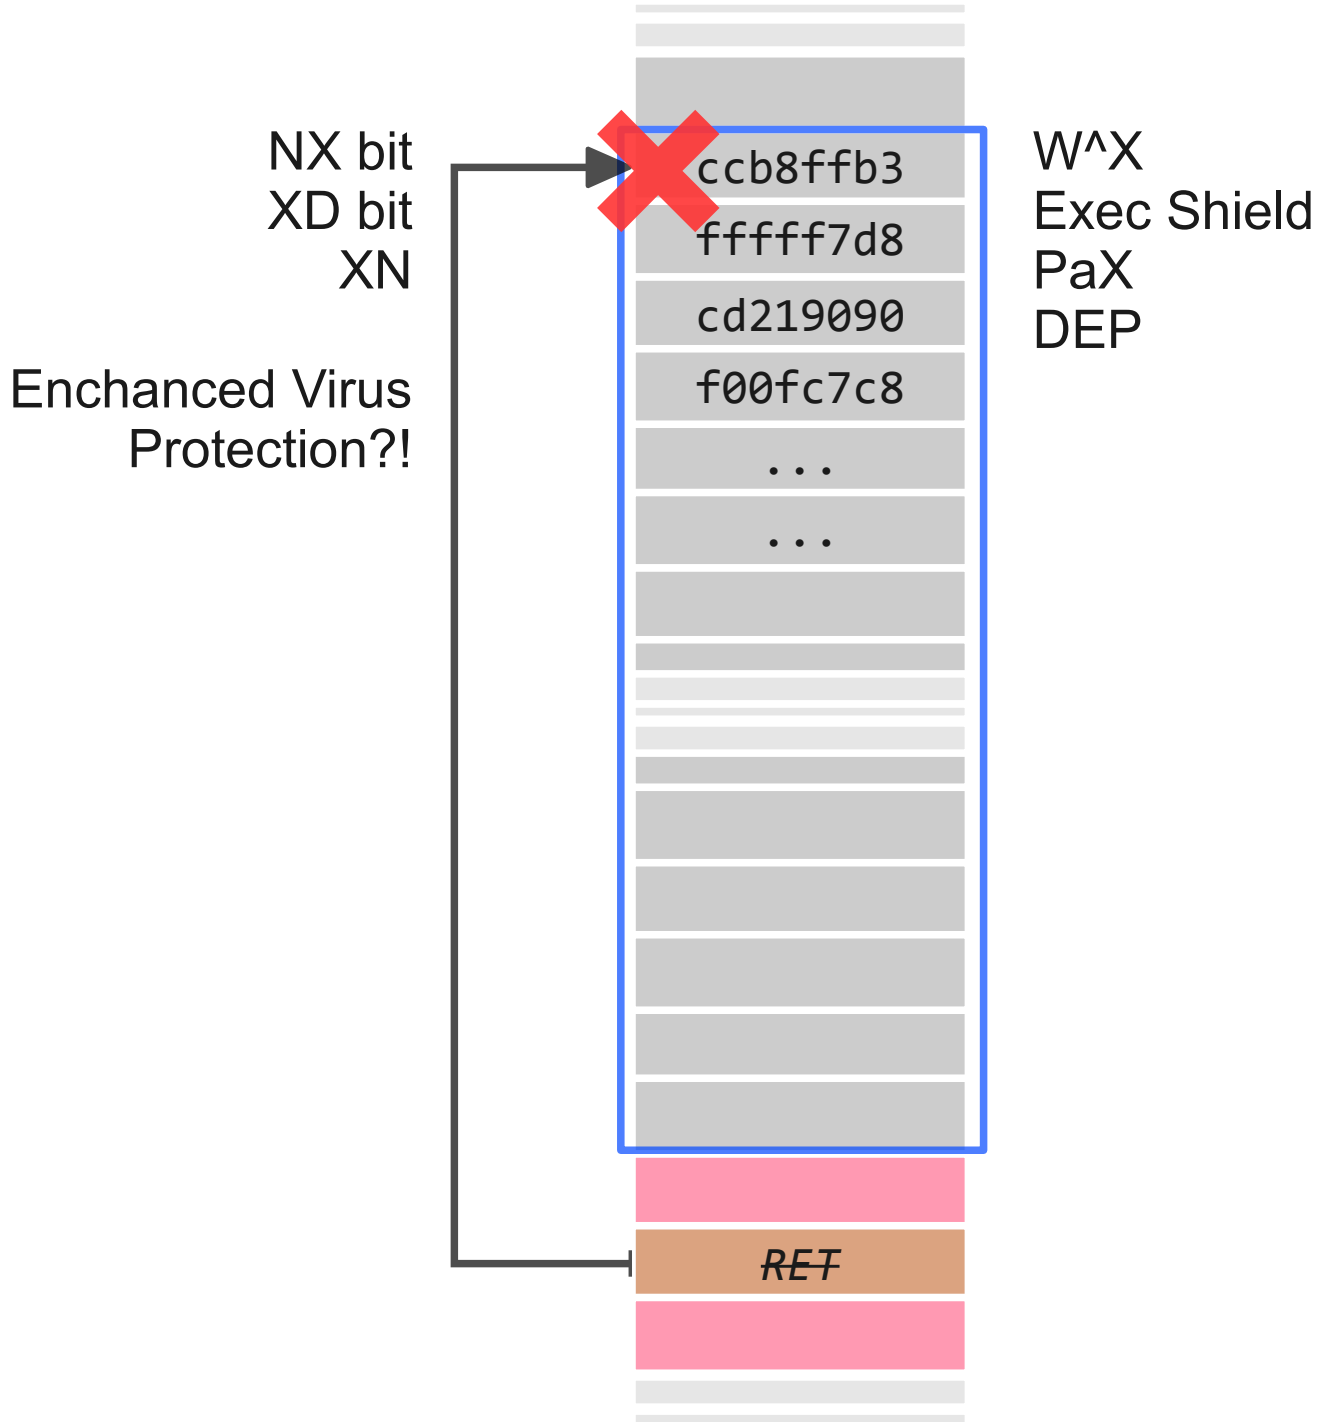 NX bit
XD bit
XN
Enchanced Virus
Protection?!
ccb8ffb3
fffff7d8
cd219090
f00fc7c8
...
...
RET
W^X
Exec Shield
PaX
DEP